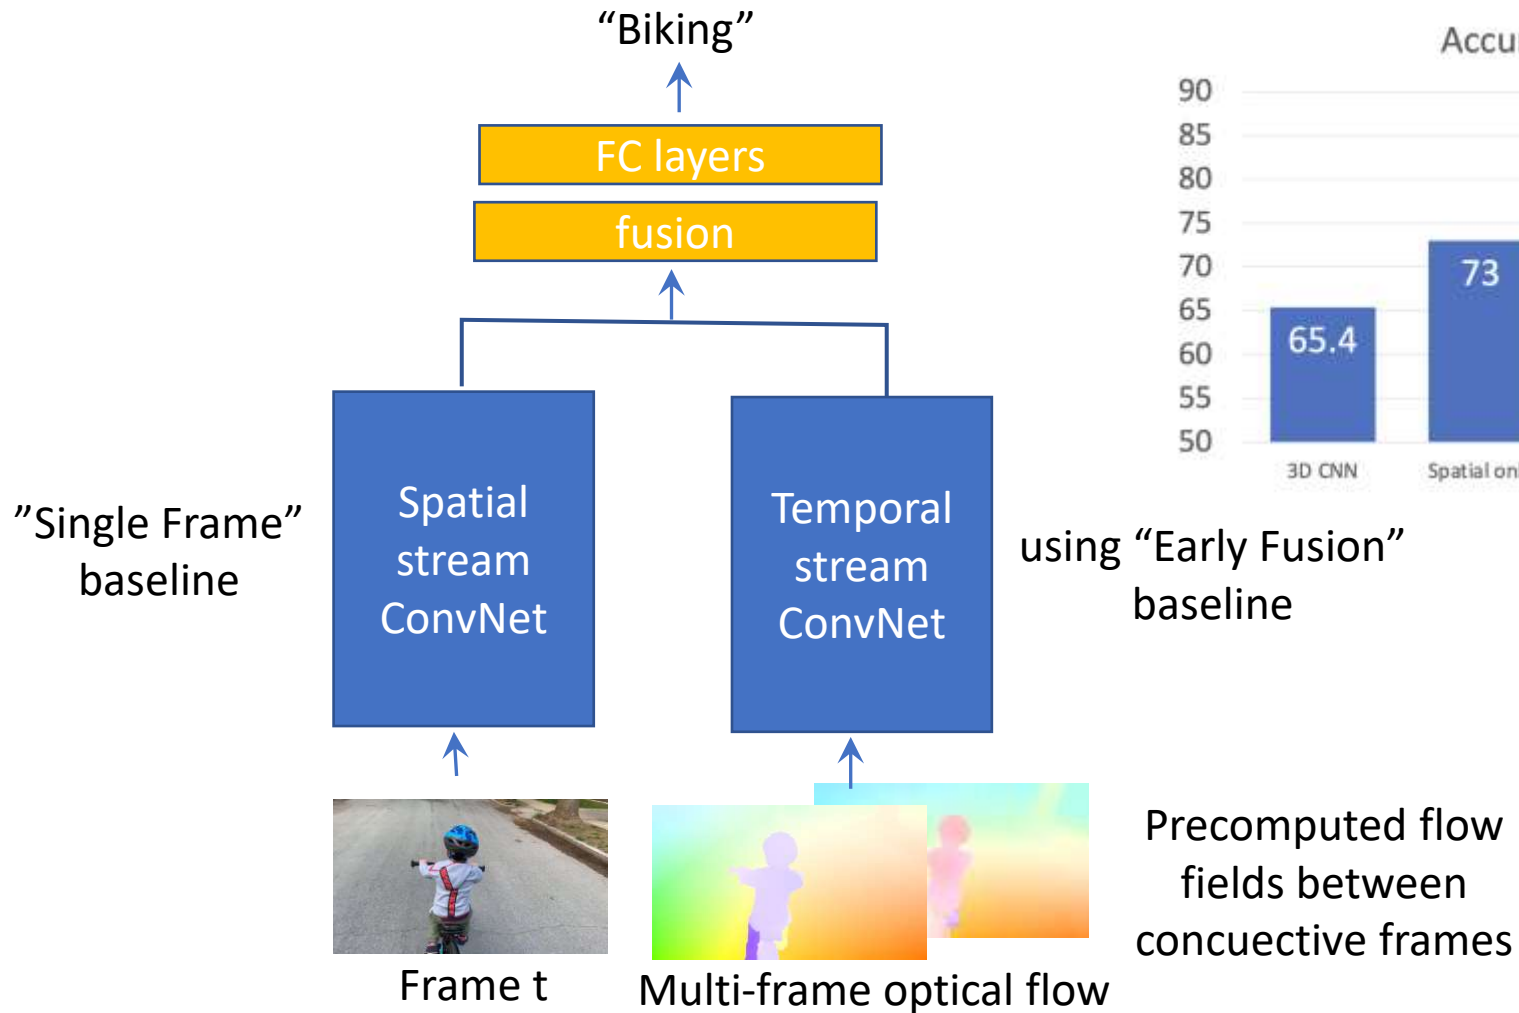 “Biking”
FC layers
fusion
”Single Frame”
baseline
Spatial
stream
ConvNet
Temporal
stream
ConvNet
using “Early Fusion”
baseline
Frame t
Multi-frame optical flow
Precomputed flow
fields between
concuective frames
90
85
80
75
70
65
60
55
50
65.4
73
3D CNN